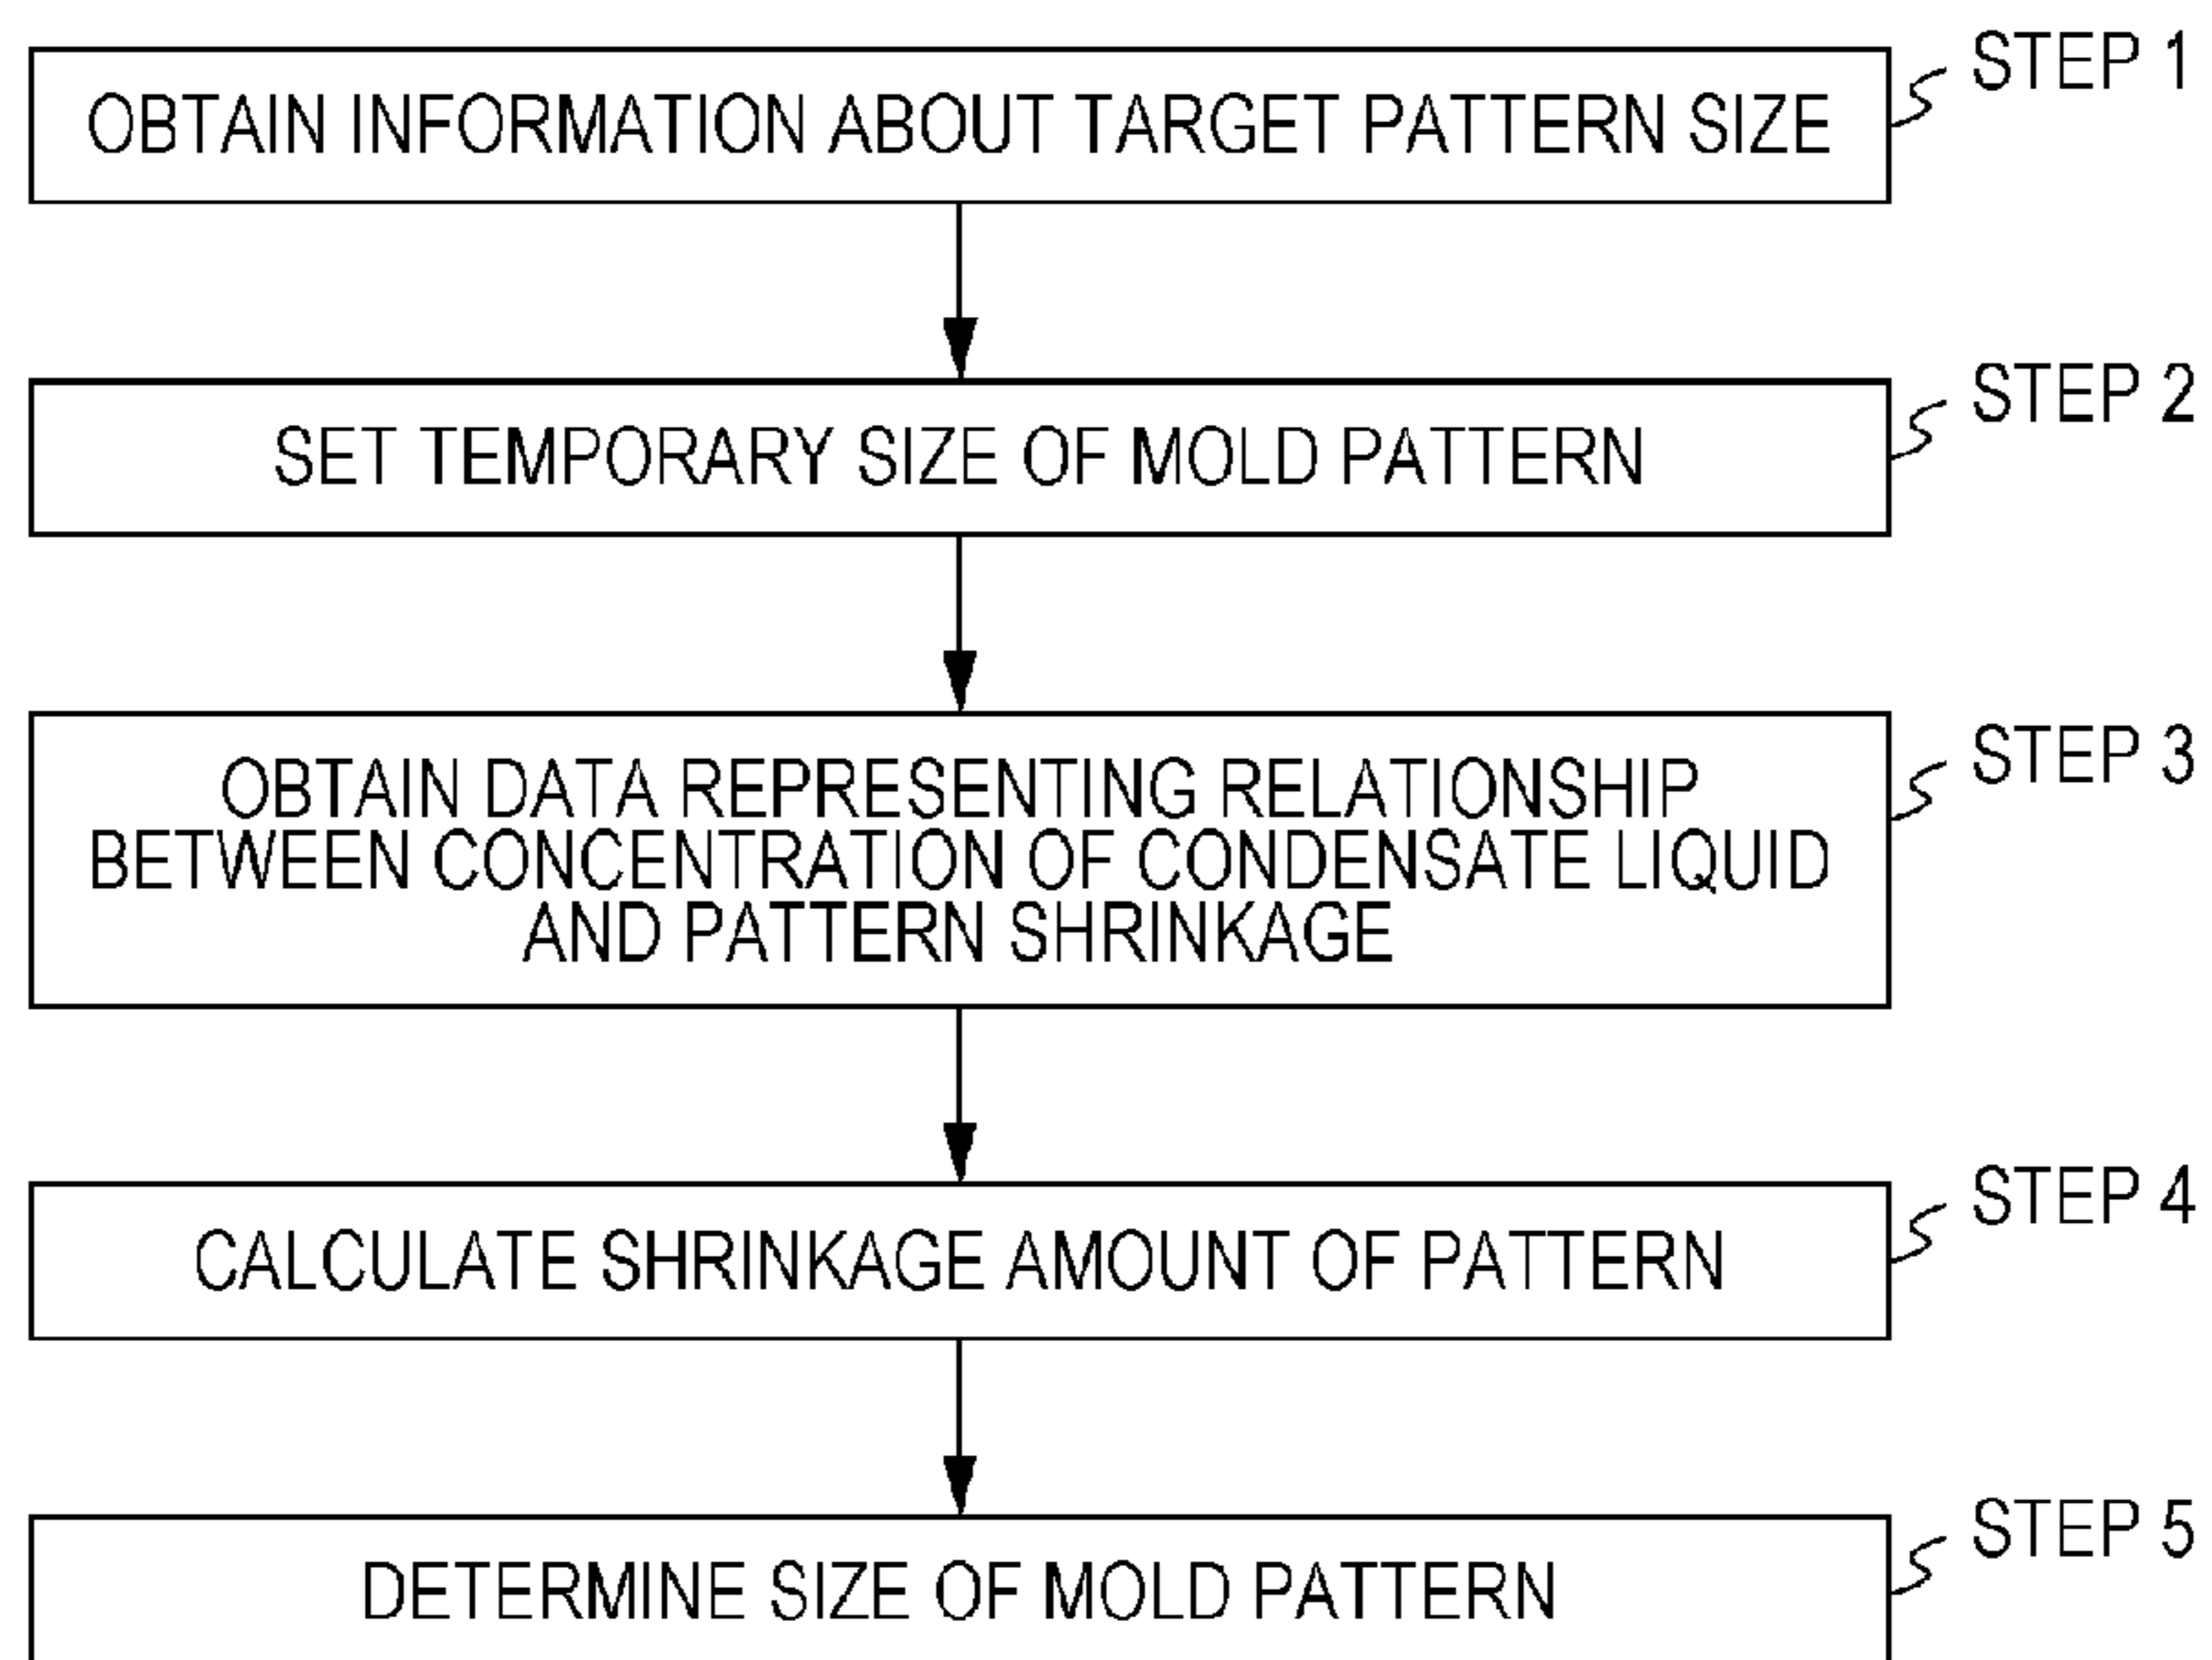 STEP 1
OBTAIN INFORMATION ABOUT TARGET PATTERN SIZE
STEP 2
SET TEMPORARY SIZE OF MOLD PATTERN
STEP 3
OBTAIN DATA REPRESENTING RELATIONSHIP
BETWEEN CONCENTRATION OF CONDENSATE LIQUID
AND PATTERN SHRINKAGE
STEP 4
CALCULATE SHRINKAGE AMOUNT OF PATTERN
STEP 5
DETERMINE SIZE OF MOLD PATTERN